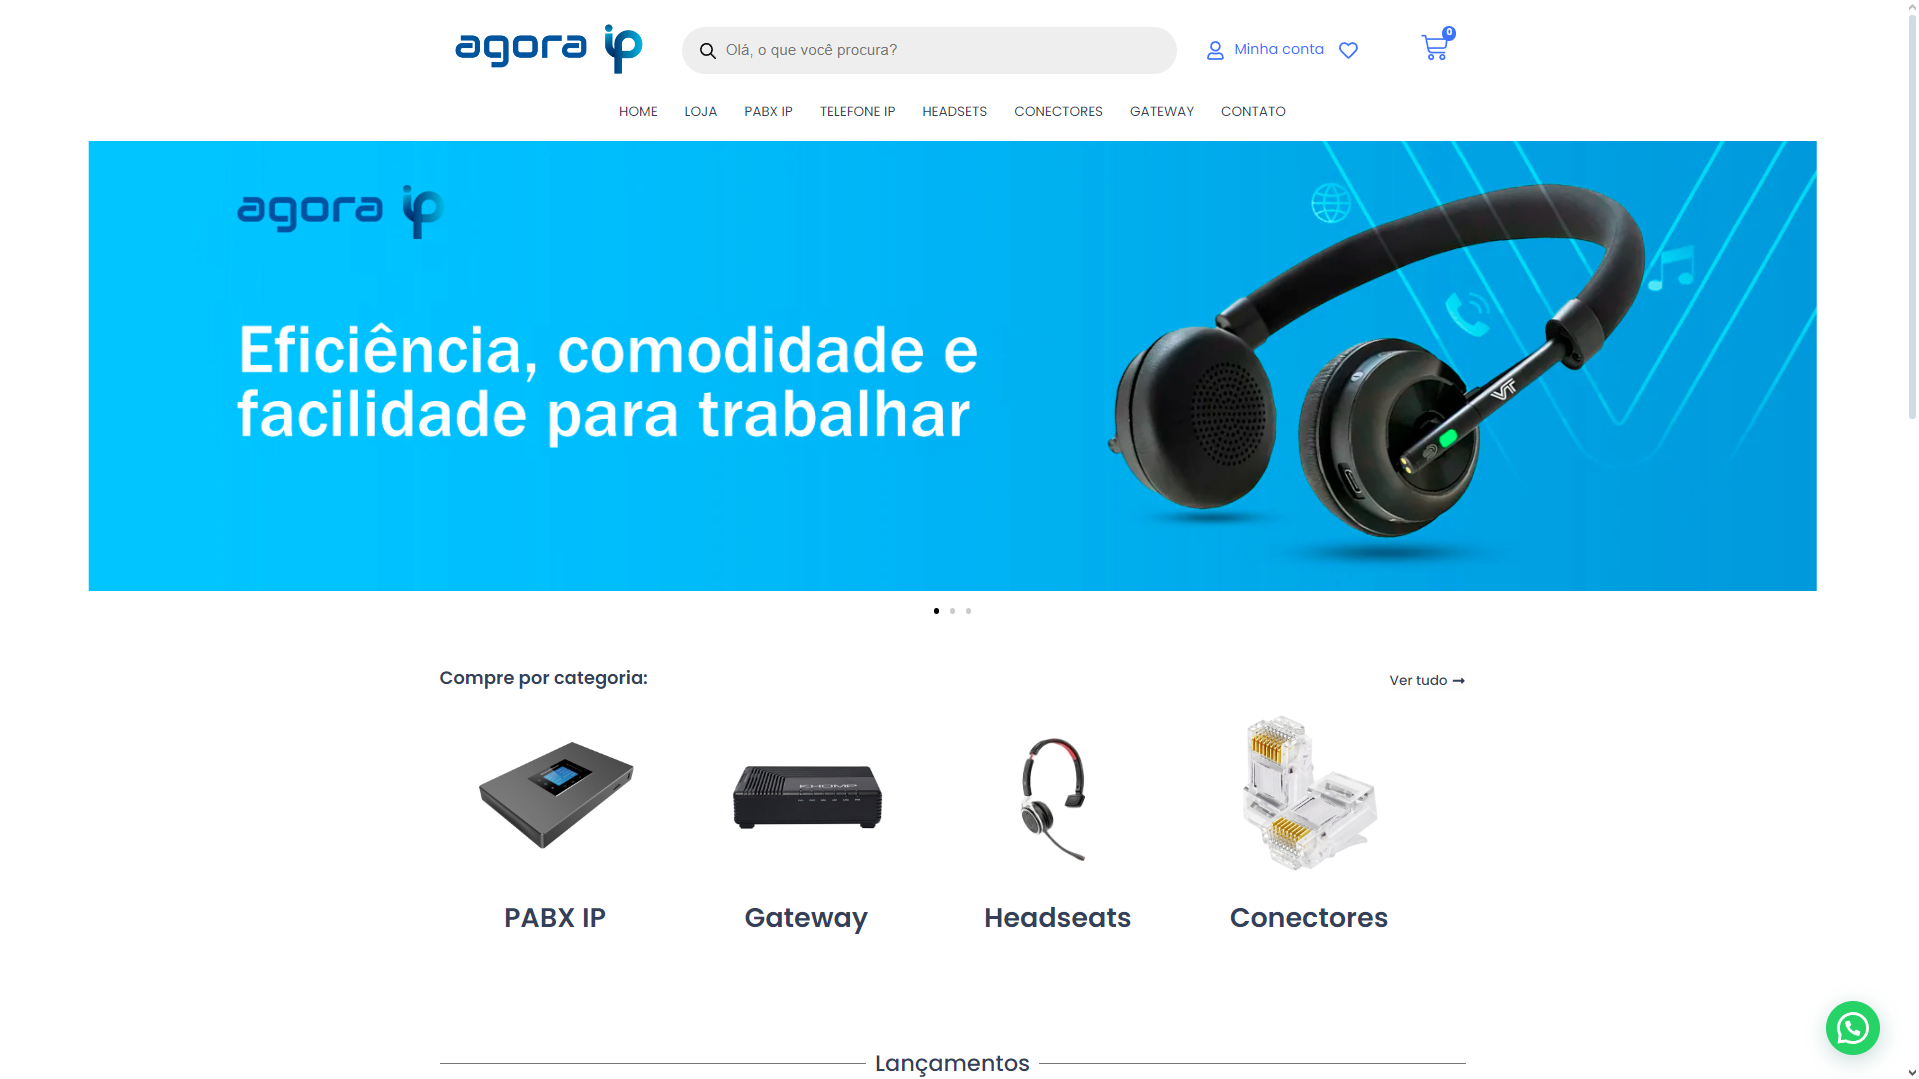 agora ip
Olá, o que você procura?
Minha conta
0
HOME
LOJA
PABX IP
TELEFONE IP
HEADSETS
CONECTORES
GATEWAY
CONTATO
agora ip
Eficiência, comodidade e
facilidade para trabalhar
VT
Compre por categoria:
Ver tudo
KHOMP
PABX IP
Gateway
Headseats
Conectores
Lançamentos